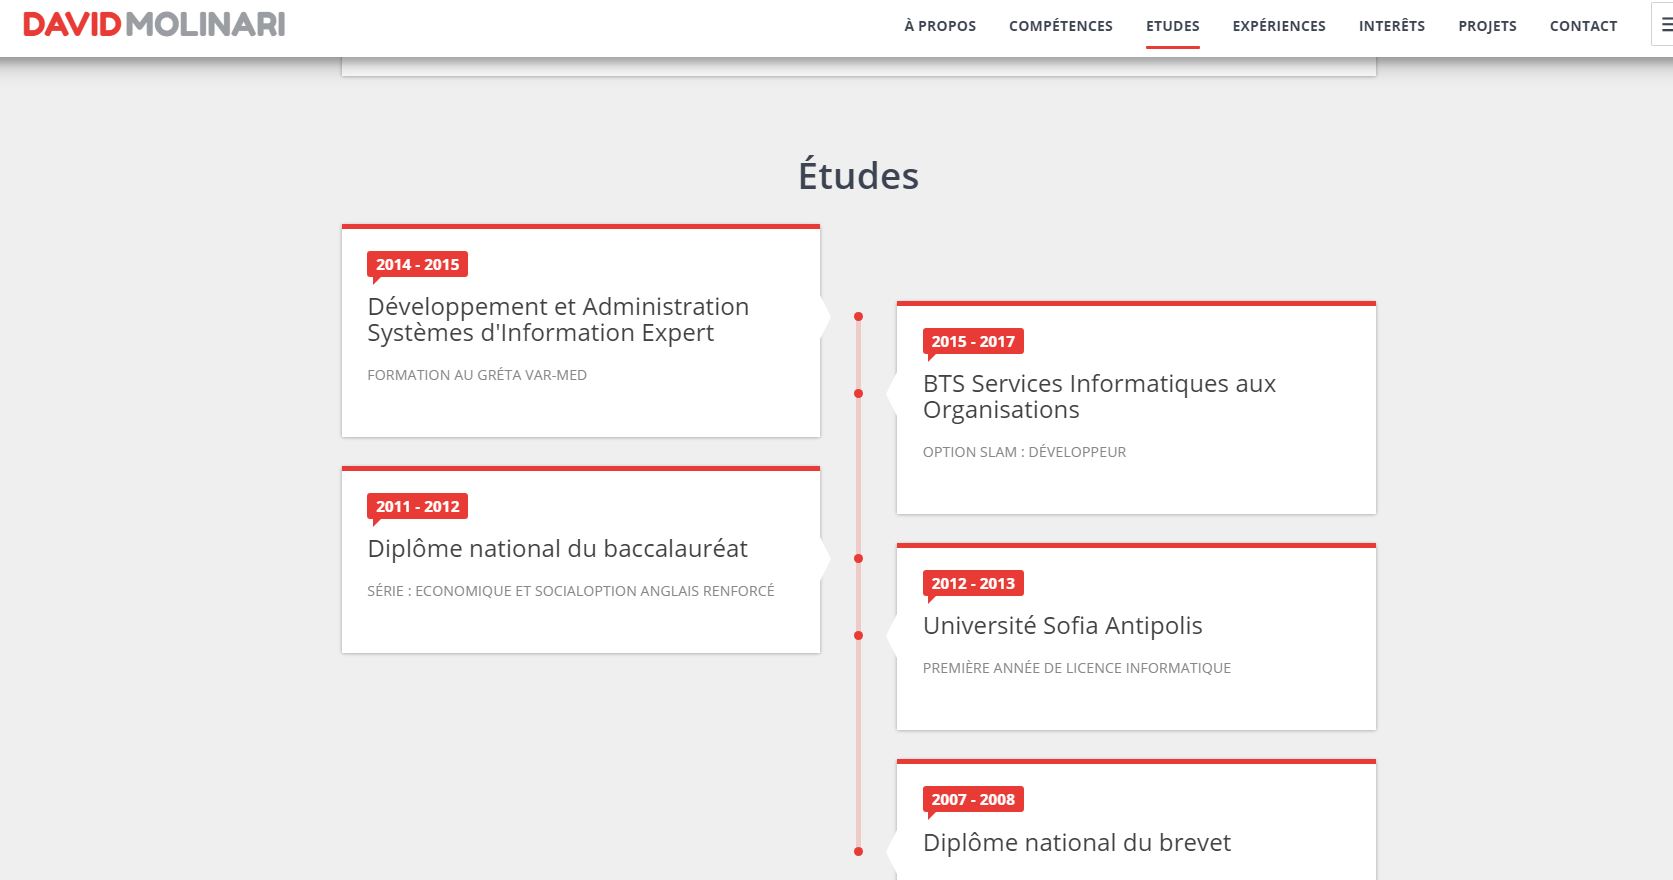 DAVID MOLINARI
À PROPOS COMPÉTENCES ETUDES EXPÉRIENCES INTERÊTS PROJETS CONTACT
Études
2014 - 2015
Développement et Administration
Systèmes d'Information Expert
FORMATION AU GRÉTA VAR-MED
2015 - 2017
BTS Services Informatiques aux
Organisations
OPTION SLAM : DÉVELOPPEUR
2011 - 2012
Diplôme national du baccalauréat
SÉRIE : ECONOMIQUE ET SOCIALOPTION ANGLAIS RENFORCÉ
2012 - 2013
Université Sofia Antipolis
PREMIÈRE ANNÉE DE LICENCE INFORMATIQUE
2007 - 2008
Diplôme national du brevet